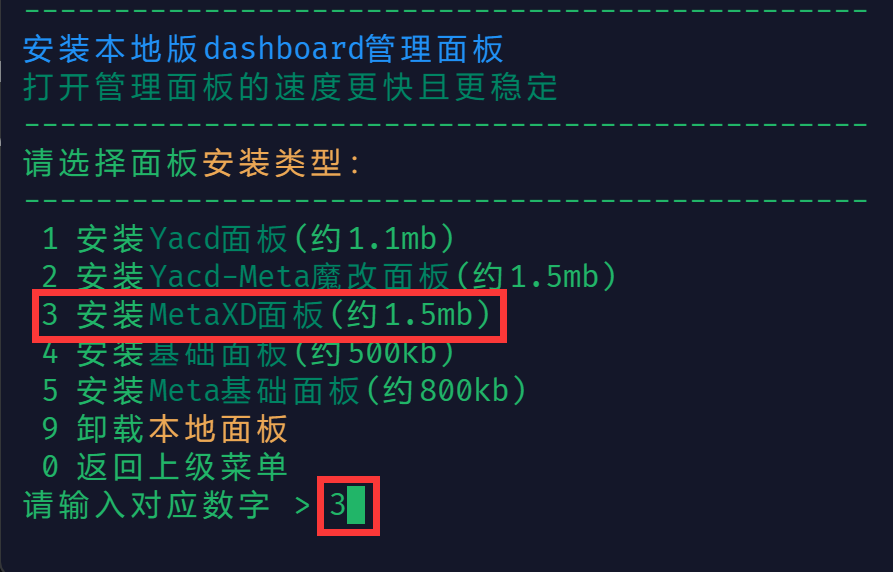 -----------------------------------------------
安装本地版dashboard管理面板
打开管理面板的速度更快且更稳定
-----------------------------------------------
请选择面板安装类型:
-----------------------------------------------
1 安装Yacd面板(约1.1mb)
2 安装Yacd-Meta魔改面板(约1.5mb)
3 安装MetaXD面板(约1.5mb)
4 安装基础面板(约500kb)
5 安装Meta基础面板(约800kb)
9 卸载本地面板
0 返回上级菜单
请输入对应数字 > 3